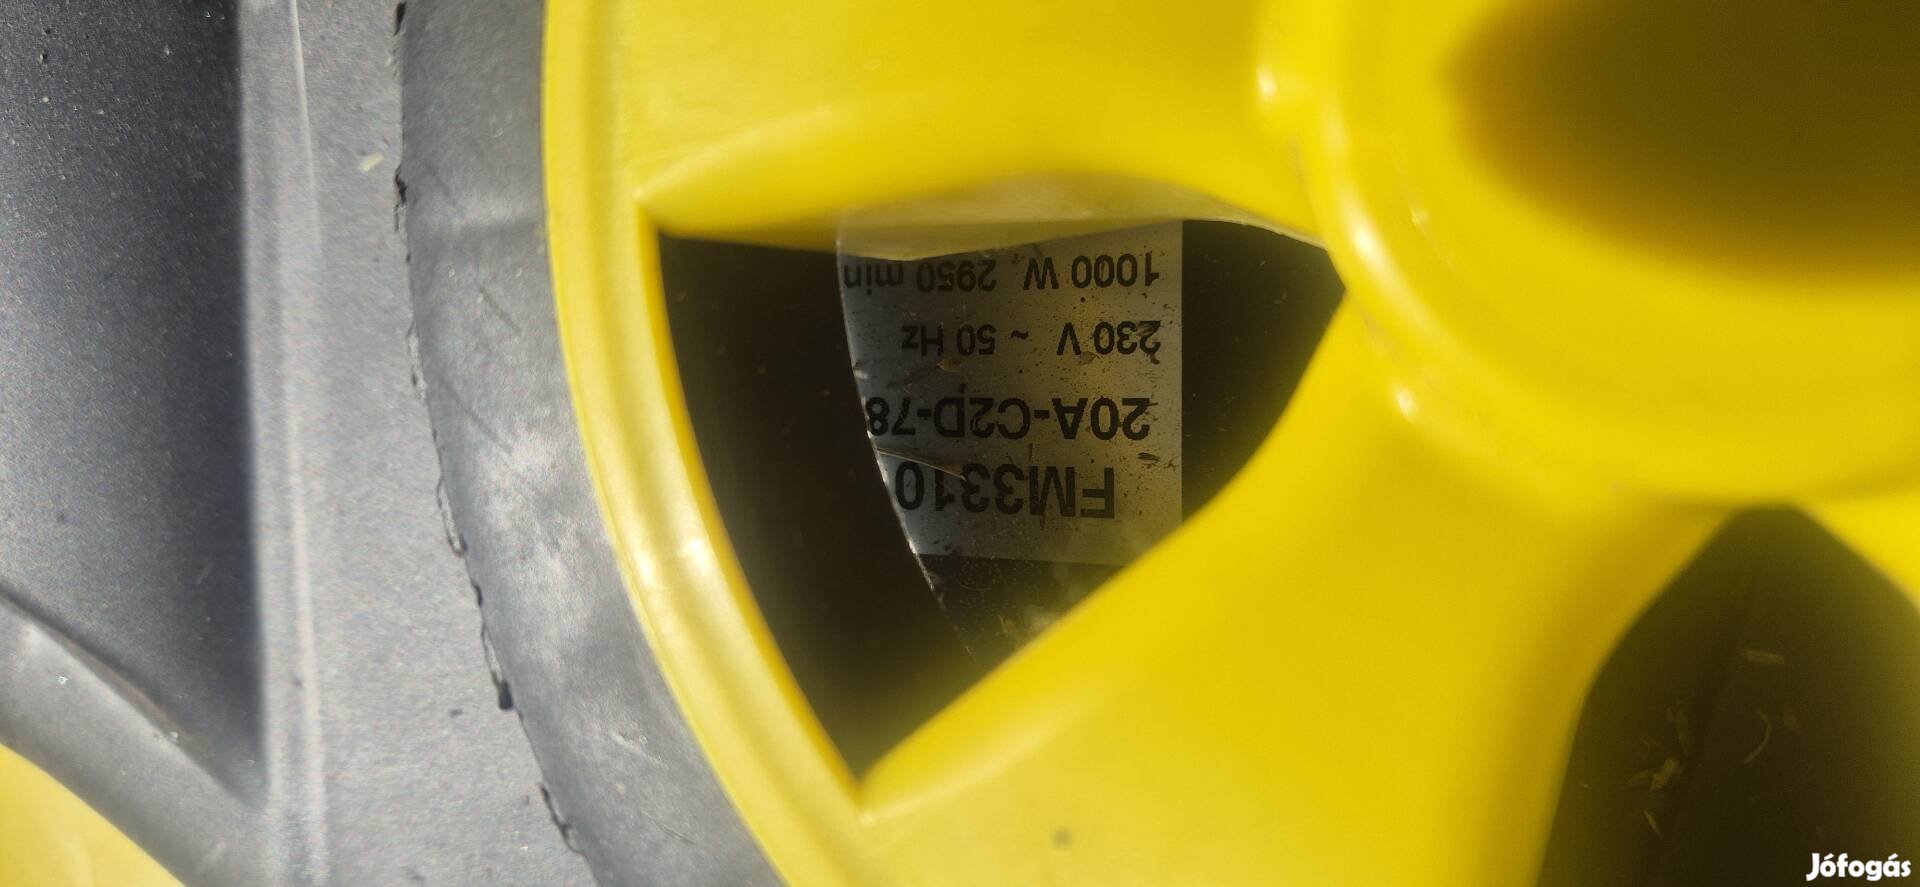 FM3310
20A-C2D-78
230 V ~ 50 Hz
1000 W 2950 min
Jófogás